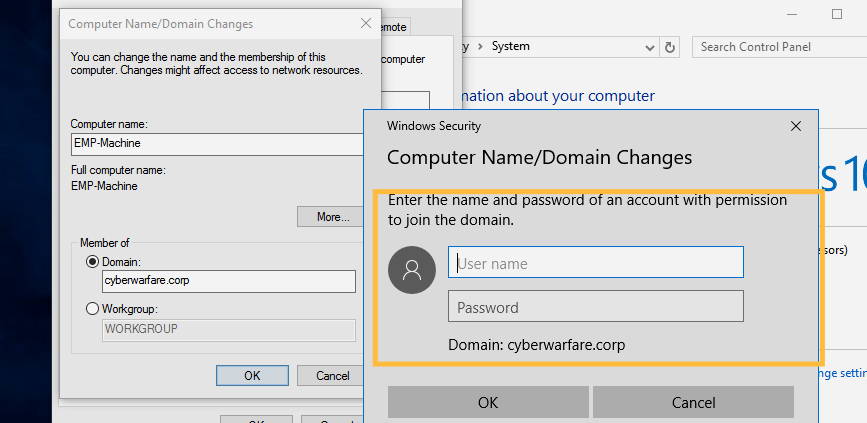 Computer Name/Domain Changes
You can change the name and the membership of this
computer. Changes might affect access to network resources.
Computer name:
EMP-Machine
Full computer name:
EMP-Machine
More...
Member of
Domain:
cyberwarfare.corp
Workgroup:
WORKGROUP
OK
Cancel
emote
computer
System
Search Control Panel
mation about your computer
Windows Security
Computer Name/Domain Changes
Enter the name and password of an account with permission
to join the domain.
User name
Password
Domain: cyberwarfare.corp
OK
Cancel
s 10
sors)
nge settin